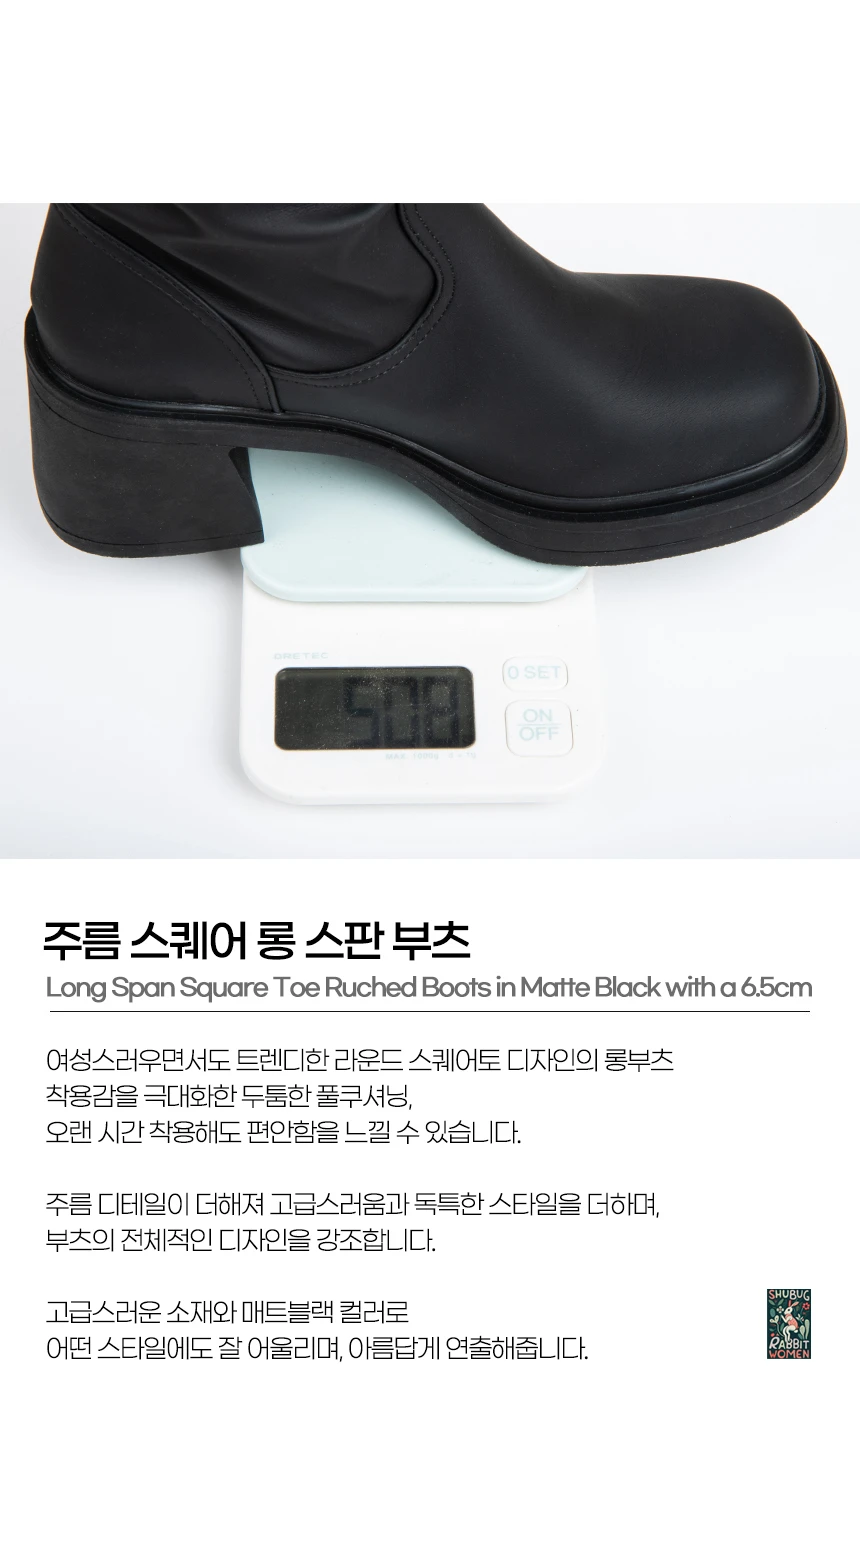 DRETEC
508
0 SET
ON
OFF
주름 스퀘어 롱 스판 부츠
Long Span Square Toe Ruched Boots in Matte Black with a 6.5cm
여성스러우면서도 트렌디한 라운드 스퀘어토 디자인의 롱부츠
착용감을 극대화한 두툼한 풀쿠셔닝,
오랜 시간 착용해도 편안함을 느낄 수 있습니다.
주름 디테일이 더해져 고급스러움과 독특한 스타일을 더하며,
부츠의 전체적인 디자인을 강조합니다.
고급스러운 소재와 매트블랙 컬러로
어떤 스타일에도 잘 어울리며, 아름답게 연출해줍니다.
SHUBUG
RABBIT
WOMEN